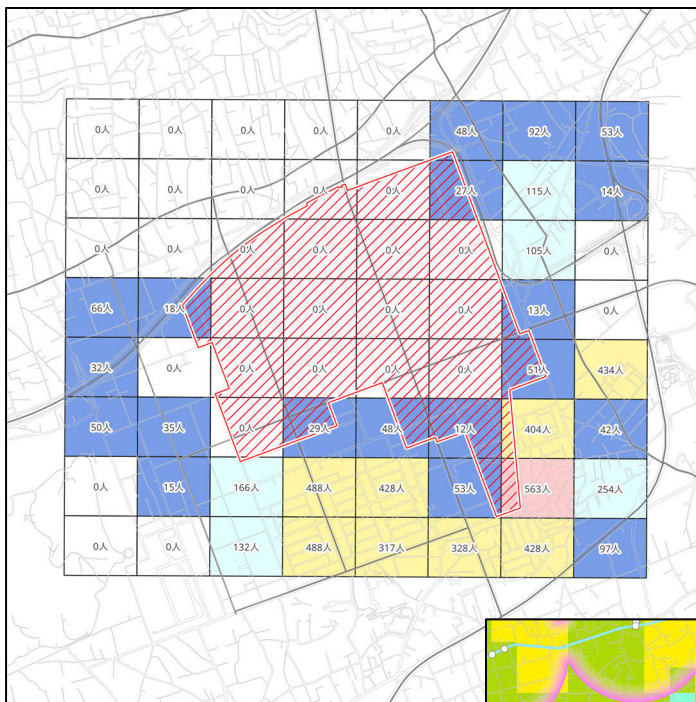 0人 0人 0人 0人 0人 48人 92人 53人
0人 0人 0人 0人 0人 27人 115人 14人
0人 0人 0人 0人 0人 0人 105人 0人
66人 18人 0人 0人 0人 0人 13人 0人
32人 0人 0人 0人 0人 0人 51人 434人
50人 35人 0人 29人 48人 12人 404人 42人
0人 15人 166人 488人 428人 53人 563人 254人
0人 0人 132人 488人 317人 328人 428人 97人